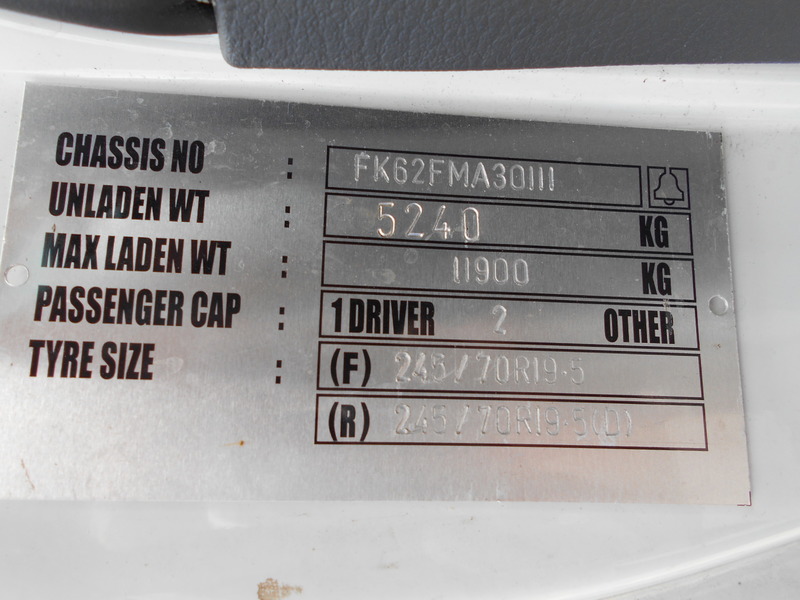 CHASSIS NO : FK62FMA30111
UNLADEN WT : 5240 KG
MAX LADEN WT : 11900 KG
PASSENGER CAP : 1 DRIVER 2 OTHER
TYRE SIZE : (F) 245/70R19·5
(R) 245/70R19·5(D)